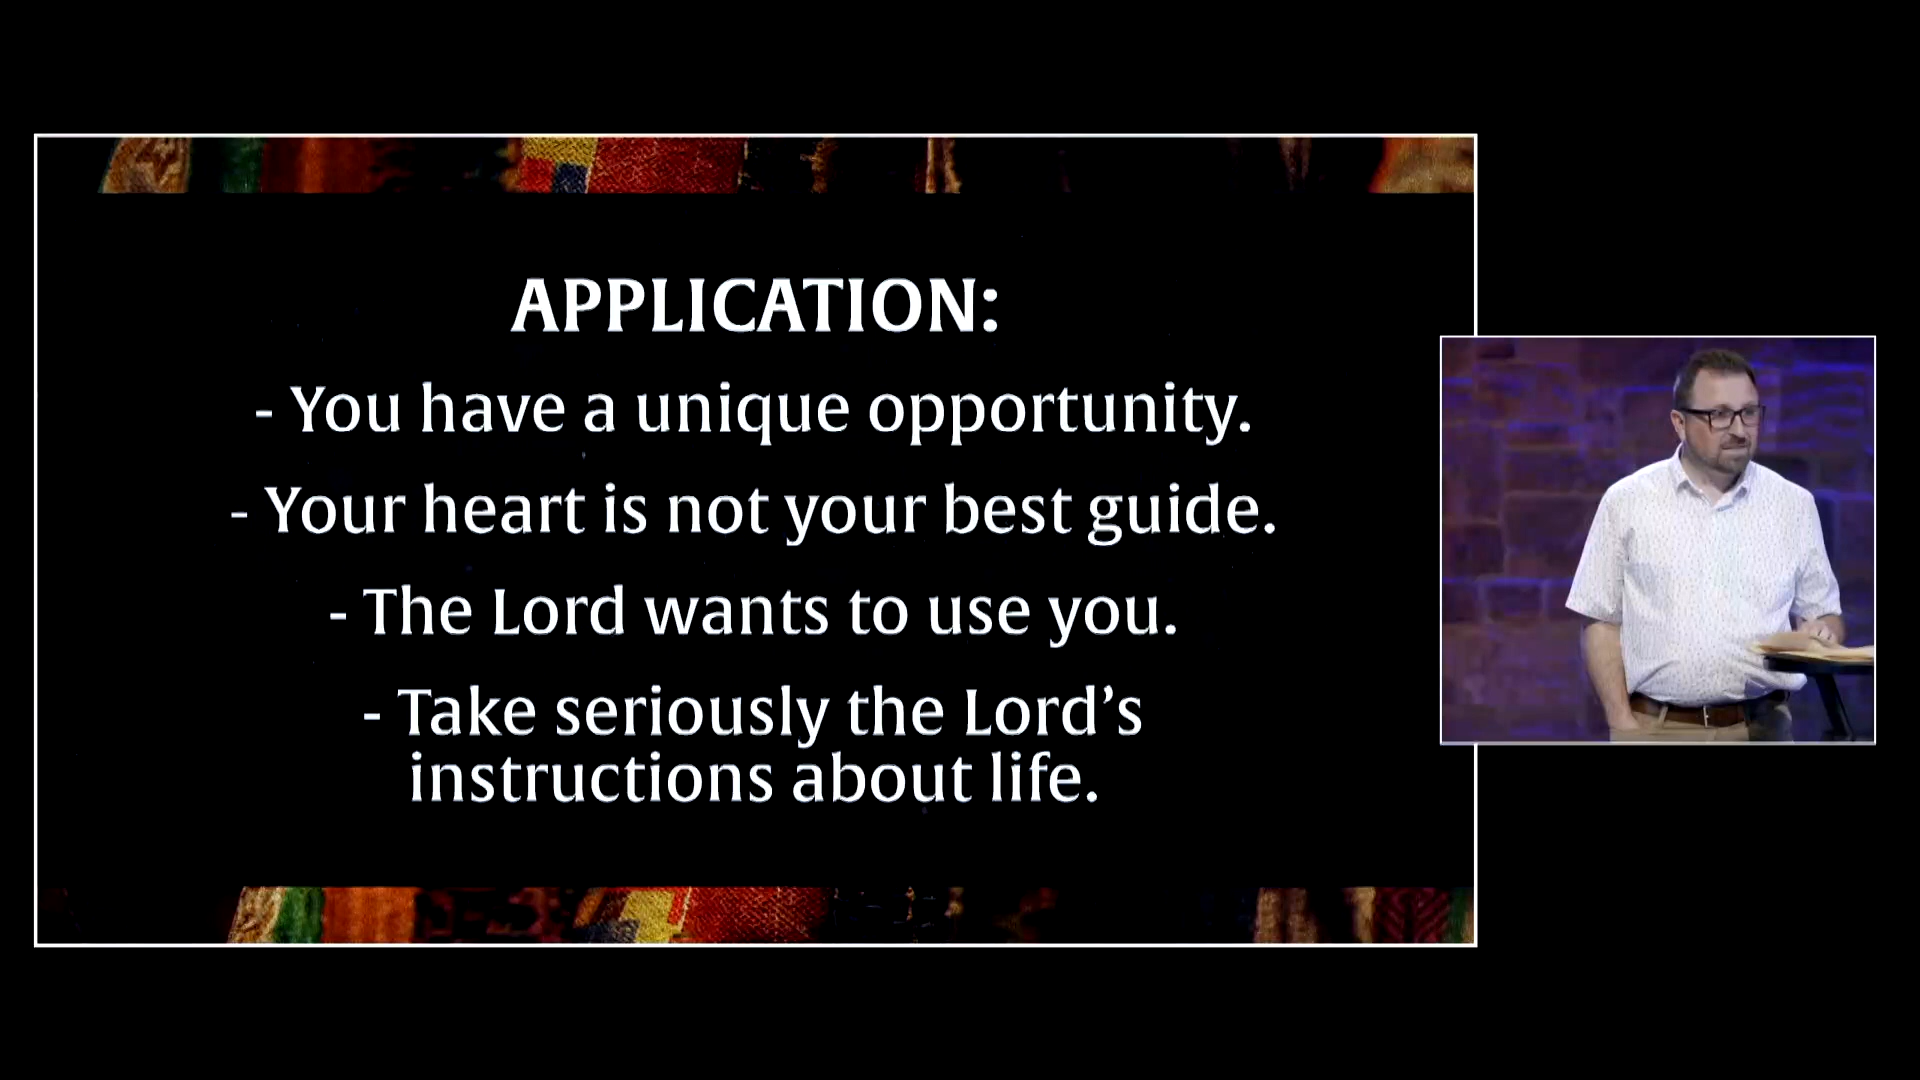 APPLICATION:
- You have a unique opportunity.
- Your heart is not your best guide.
- The Lord wants to use you.
- Take seriously the Lord’s
instructions about life.